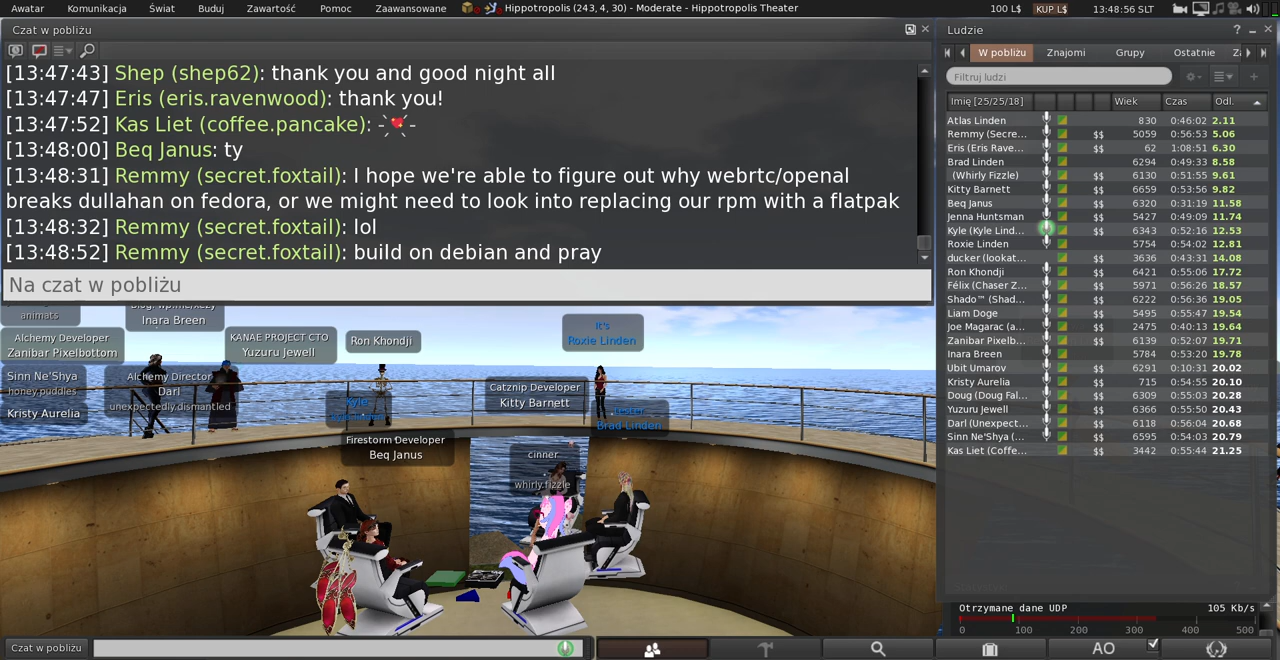 Awatar Komunikacja Świat Buduj Zawartość Pomoc Zaawansowane Hippotropolis (243, 4, 30) - Moderate - Hippotropolis Theater 100 L$ KUP L$ 13:48:56 SLT
Czat w pobliżu
[13:47:43] Shep (shep62): thank you and good night all
[13:47:47] Eris (eris.ravenwood): thank you!
[13:47:52] Kas Liet (coffee.pancake): -💓-
[13:48:00] Beq Janus: ty
[13:48:31] Remmy (secret.foxtail): I hope we're able to figure out why webrtc/openal
breaks dullahan on fedora, or we might need to look into replacing our rpm with a flatpak
[13:48:32] Remmy (secret.foxtail): lol
[13:48:52] Remmy (secret.foxtail): build on debian and pray
Na czat w pobliżu
animats
Inara Breen
Alchemy Developer
Zanibar Pixelbottom
KANAE PROJECT CTO
Yuzuru Jewell
Ron Khondji
It's
Roxie Linden
Sinn Ne'Shya
honey.puddles
Kristy Aurelia
Alchemy Director
Darl
unexpectedly.dismantled
Kyle
Catznip Developer
Kitty Barnett
Tester
Brad Linden
Firestorm Developer
Beq Janus
cinner
whirly.fizzle
Czat w pobliżu
Ludzie
W pobliżu Znajomi Grupy Ostatnie
Filtruj ludzi
Imię [25/25/18] Wiek Czas Odl.
Atlas Linden 830 0:46:02 2.11
Remmy (Secre... $$ 5059 0:56:53 5.06
Eris (Eris Rave... $$ 62 1:08:51 6.30
Brad Linden 6294 0:49:33 8.58
(Whirly Fizzle) $$ 6130 0:51:55 9.61
Kitty Barnett $$ 6659 0:53:56 9.82
Beq Janus $$ 6320 0:31:19 11.58
Jenna Huntsman $$ 5427 0:49:09 11.74
Kyle (Kyle Lind... $$ 6343 0:52:16 12.53
Roxie Linden 5754 0:54:02 12.81
ducker (lookat... $$ 3636 0:43:31 14.08
Ron Khondji $$ 6421 0:55:06 17.72
Félix (Chaser Z... $$ 5971 0:56:26 18.57
Shado™ (Shad... $$ 6222 0:56:36 19.05
Liam Doge $$ 5495 0:55:47 19.54
Joe Magarac (a... $$ 2475 0:40:13 19.64
Zanibar Pixelb... $$ 6139 0:52:07 19.71
Inara Breen 5784 0:53:20 19.78
Ubit Umarov $$ 6291 0:10:31 20.02
Kristy Aurelia $$ 715 0:54:55 20.10
Doug (Doug Fal... $$ 6309 0:55:03 20.28
Yuzuru Jewell $$ 6366 0:55:50 20.43
Darl (Unexpect... $$ 6118 0:56:04 20.68
Sinn Ne'Shya (... $$ 6595 0:54:03 20.79
Kas Liet (Coffe... $$ 3442 0:55:44 21.25
Otrzymane dane UDP 105 Kb/s
0 100 200 300 400 500
AO